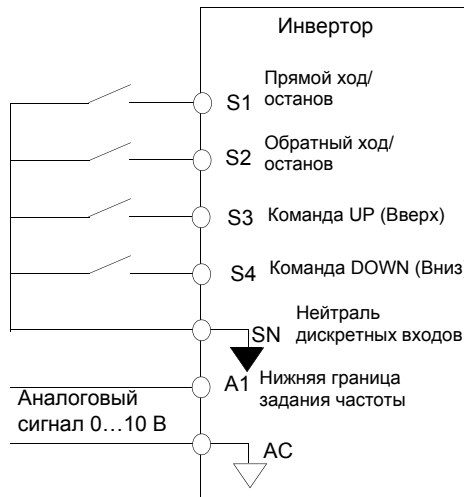 Инвертор
S1 Прямой ход/
останов
S2 Обратный ход/
останов
S3 Команда UP (Вверх)
S4 Команда DOWN (Вниз
SN Нейтраль
дискретных входов
A1 Нижняя граница
задания частоты
Аналоговый
сигнал 0…10 В
AC